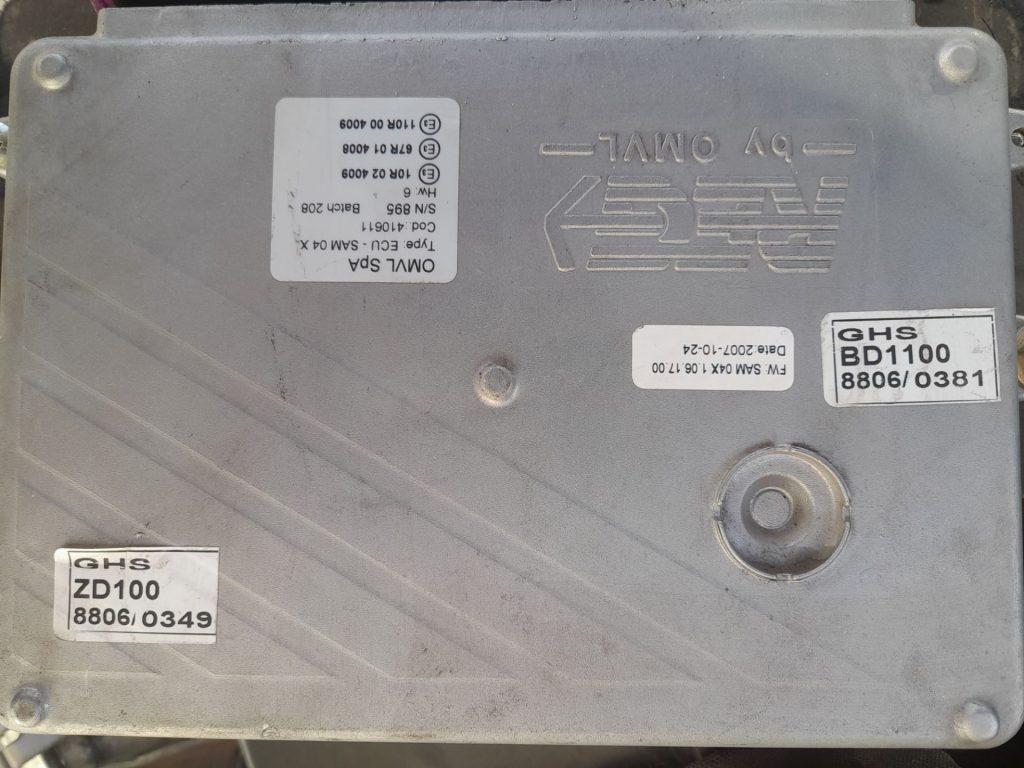 OMVL SpA
Type: ECU - SAM 04 X
Cod: 410611
S/N 895 Batch 208
Hw: 6
E3 10R 02 4009
E3 67R 01 4008
E3 110R 00 4009
REG
— by OMVL —
FW: SAM 04X 1.06.17.00
Date: 2007-10-24
GHS
BD1100
8806/0381
GHS
ZD100
8806/0349